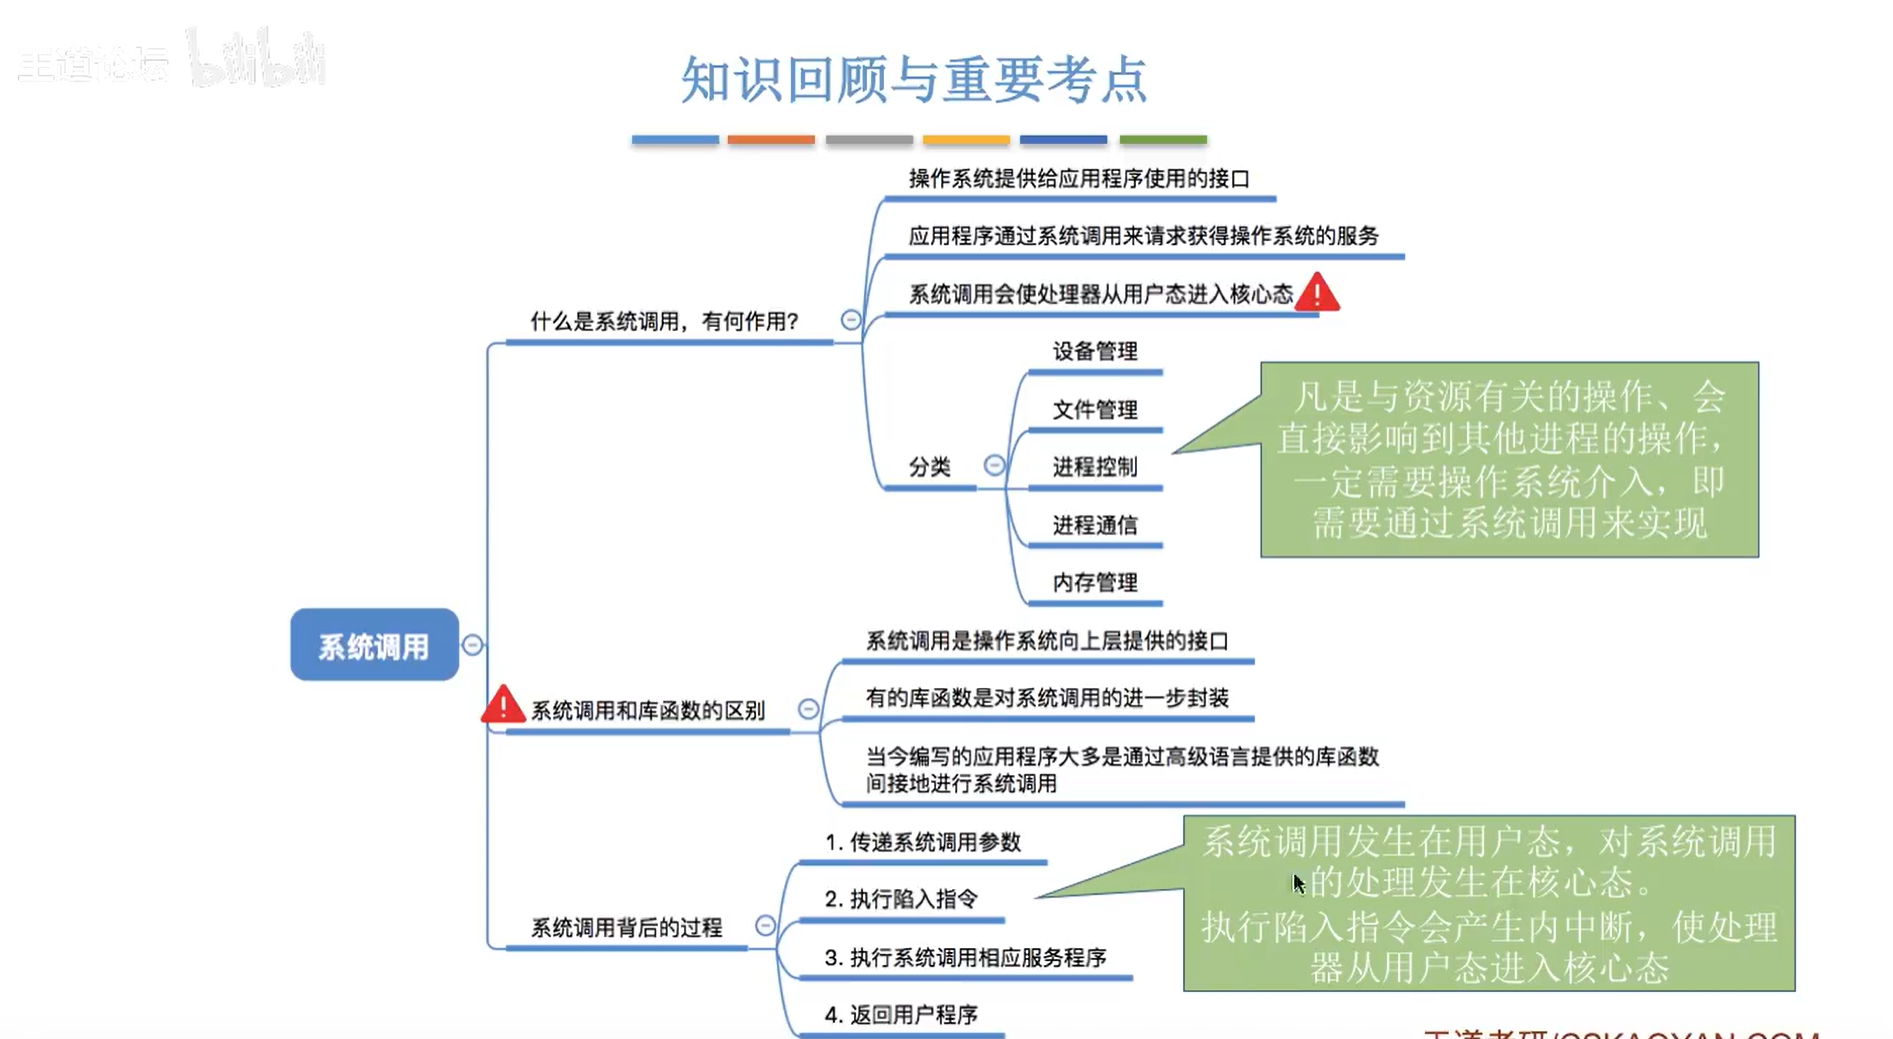 王道论坛 bilibili
知识回顾与重要考点
操作系统提供给应用程序使用的接口
应用程序通过系统调用来请求获得操作系统的服务
系统调用会使处理器从用户态进入核心态
什么是系统调用，有何作用？
设备管理
文件管理
分类
进程控制
进程通信
内存管理
凡是与资源有关的操作、会
直接影响到其他进程的操作，
一定需要操作系统介入，即
需要通过系统调用来实现
系统调用
系统调用是操作系统向上层提供的接口
系统调用和库函数的区别
有的库函数是对系统调用的进一步封装
当今编写的应用程序大多是通过高级语言提供的库函数
间接地进行系统调用
1. 传递系统调用参数
2. 执行陷入指令
系统调用背后的过程
3. 执行系统调用相应服务程序
4. 返回用户程序
系统调用发生在用户态，对系统调用
的处理发生在核心态。
执行陷入指令会产生内中断，使处理
器从用户态进入核心态
王道考研/CSKAOYAN.COM